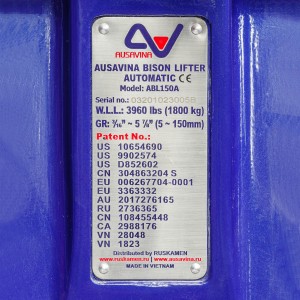 AUSAVINA
AUSAVINA BISON LIFTER
AUTOMATIC CE
Model: ABL150A
Serial no.: 0320102300
W.L.L.: 3960 lbs (1800 kg)
GR: 3/16" ~ 5 7/8" (5 ~ 150mm)
Patent No.:
US 10654690
US 9902574
US D852602
CN 304863204 S
EU 006267704-0001
EU 3363332
AU 2017276165
RU 2736365
CN 108455448
CA 2988176
VN 28048
VN 1823
Distributed by RUSKAMEN
www.ruskamen.ru | www.ausavina.ru
MADE IN VIETNAM